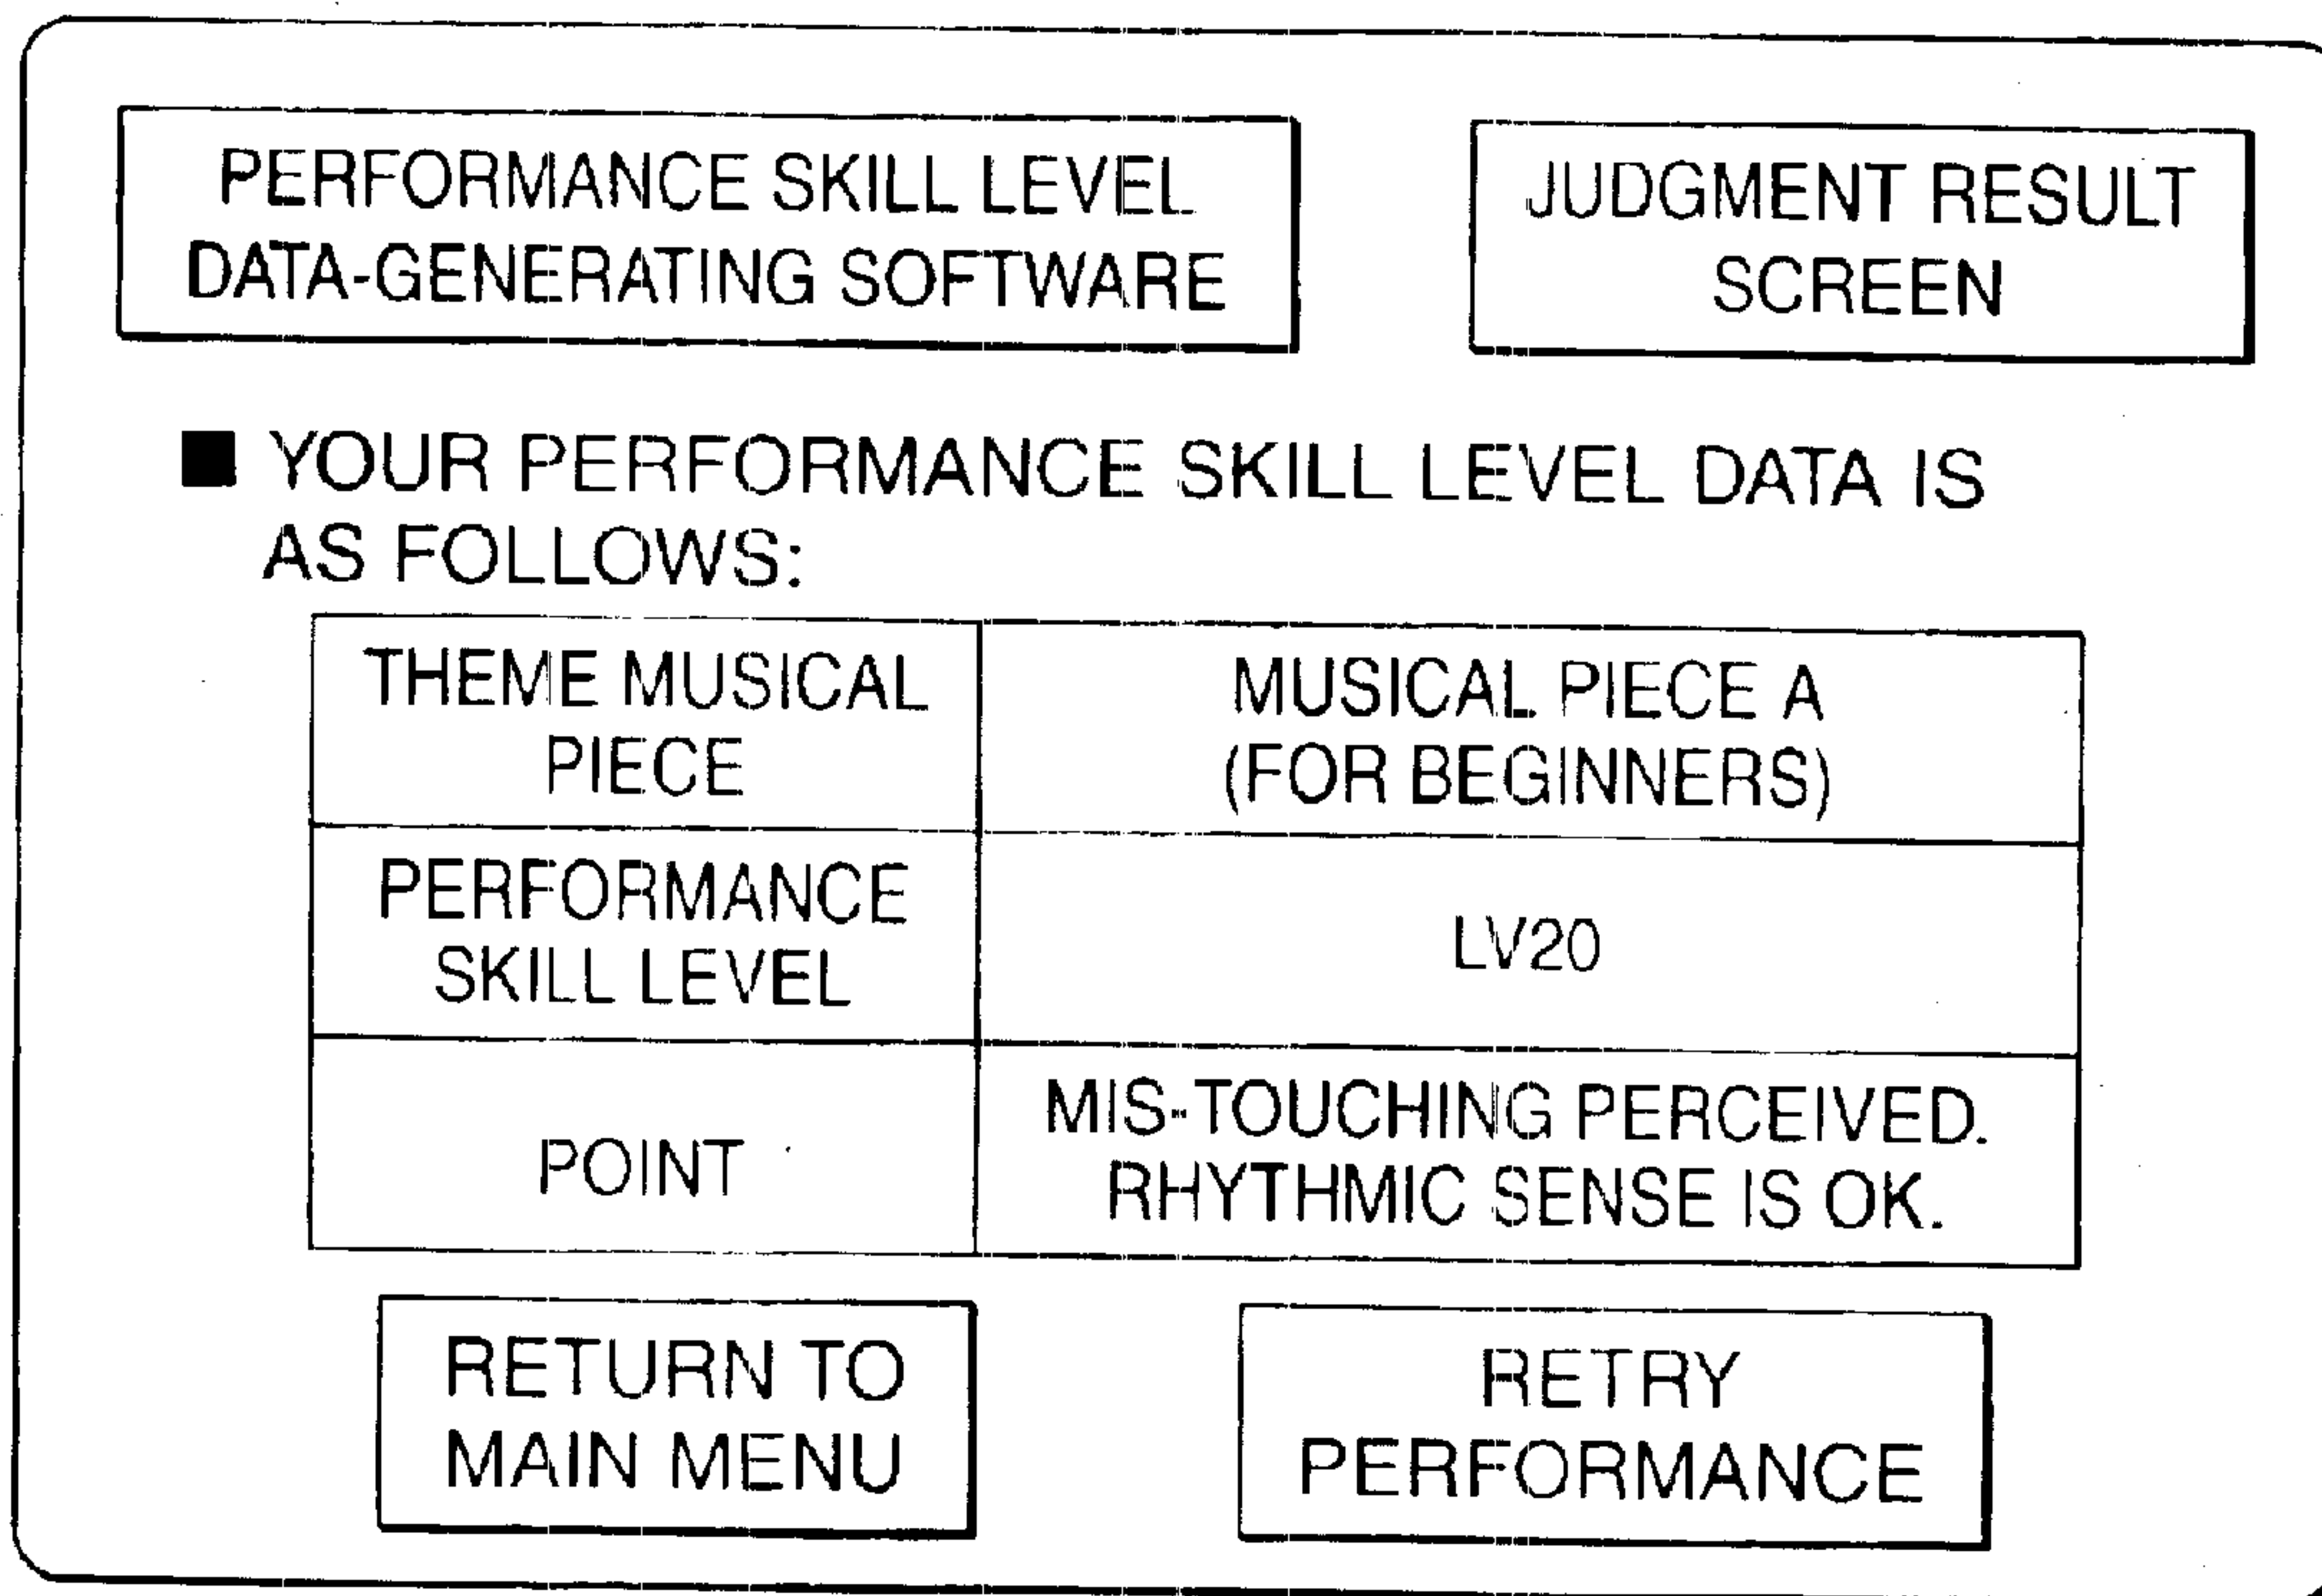 PERFORMANCE SKILL LEVEL
DATA-GENERATING SOFTWARE
JUDGMENT RESULT
SCREEN
■ YOUR PERFORMANCE SKILL LEVEL DATA IS
AS FOLLOWS:
THEME MUSICAL
PIECE
MUSICAL PIECE A
(FOR BEGINNERS)
PERFORMANCE
SKILL LEVEL
LV20
POINT
MIS-TOUCHING PERCEIVED.
RHYTHMIC SENSE IS OK.
RETURN TO
MAIN MENU
RETRY
PERFORMANCE